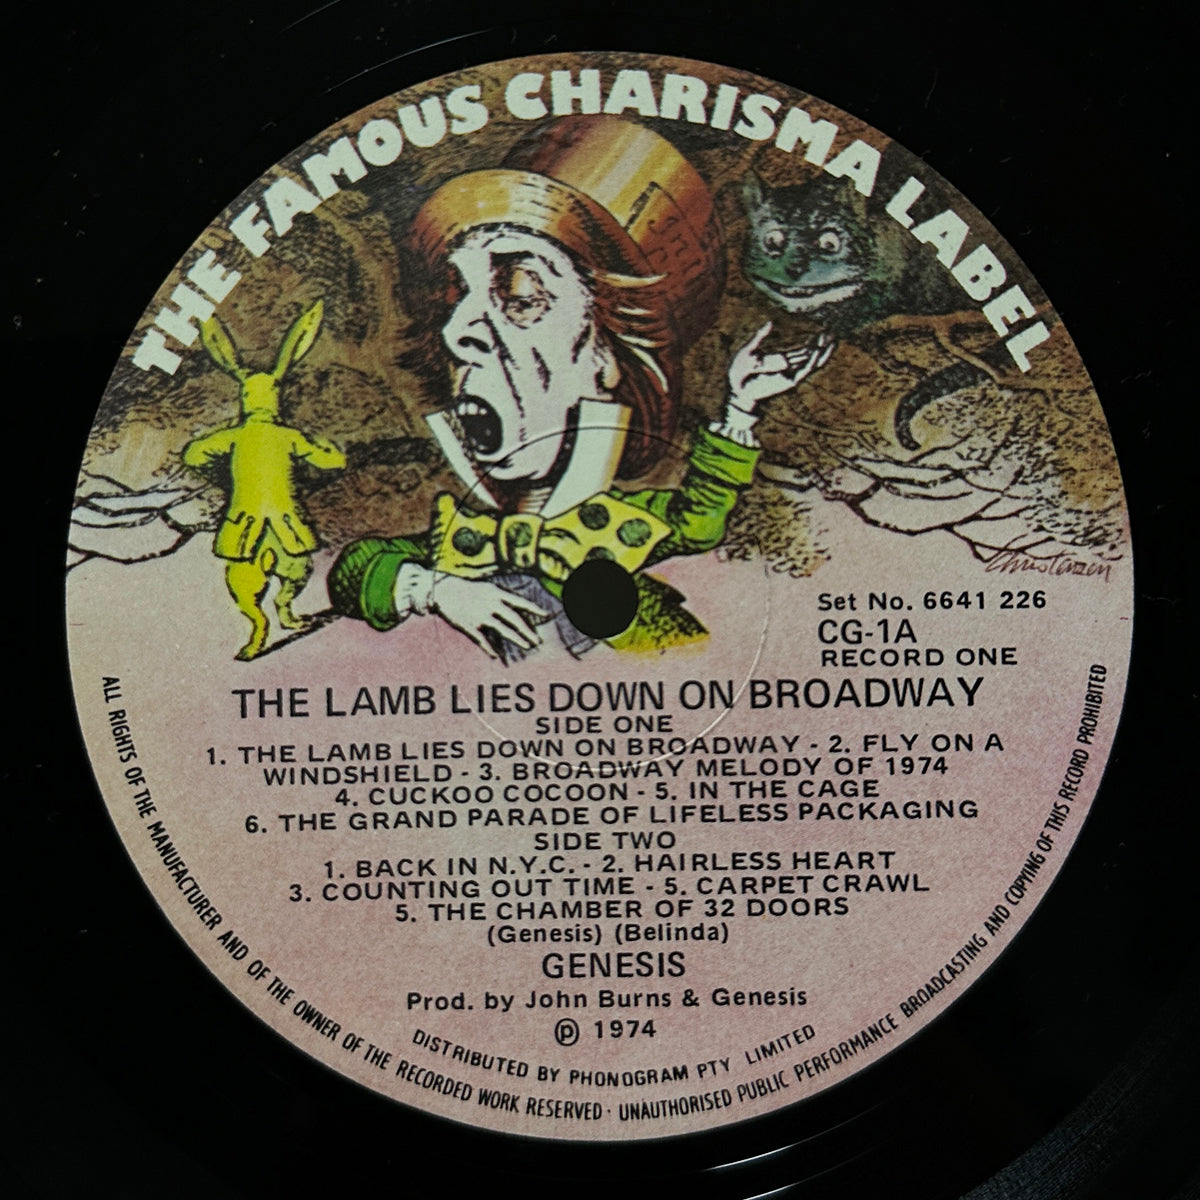 THE FAMOUS CHARISMA LABEL
Christensen
Set No. 6641 226
CG-1A
RECORD ONE
THE LAMB LIES DOWN ON BROADWAY
SIDE ONE
1. THE LAMB LIES DOWN ON BROADWAY - 2. FLY ON A
WINDSHIELD - 3. BROADWAY MELODY OF 1974
4. CUCKOO COCOON - 5. IN THE CAGE
6. THE GRAND PARADE OF LIFELESS PACKAGING
SIDE TWO
1. BACK IN N.Y.C. - 2. HAIRLESS HEART
3. COUNTING OUT TIME - 5. CARPET CRAWL
5. THE CHAMBER OF 32 DOORS
(Genesis) (Belinda)
GENESIS
Prod. by John Burns & Genesis
℗ 1974
DISTRIBUTED BY PHONOGRAM PTY LIMITED
ALL RIGHTS OF THE MANUFACTURER AND OF THE OWNER OF THE RECORDED WORK RESERVED · UNAUTHORISED PUBLIC PERFORMANCE BROADCASTING AND COPYING OF THIS RECORD PROHIBITED